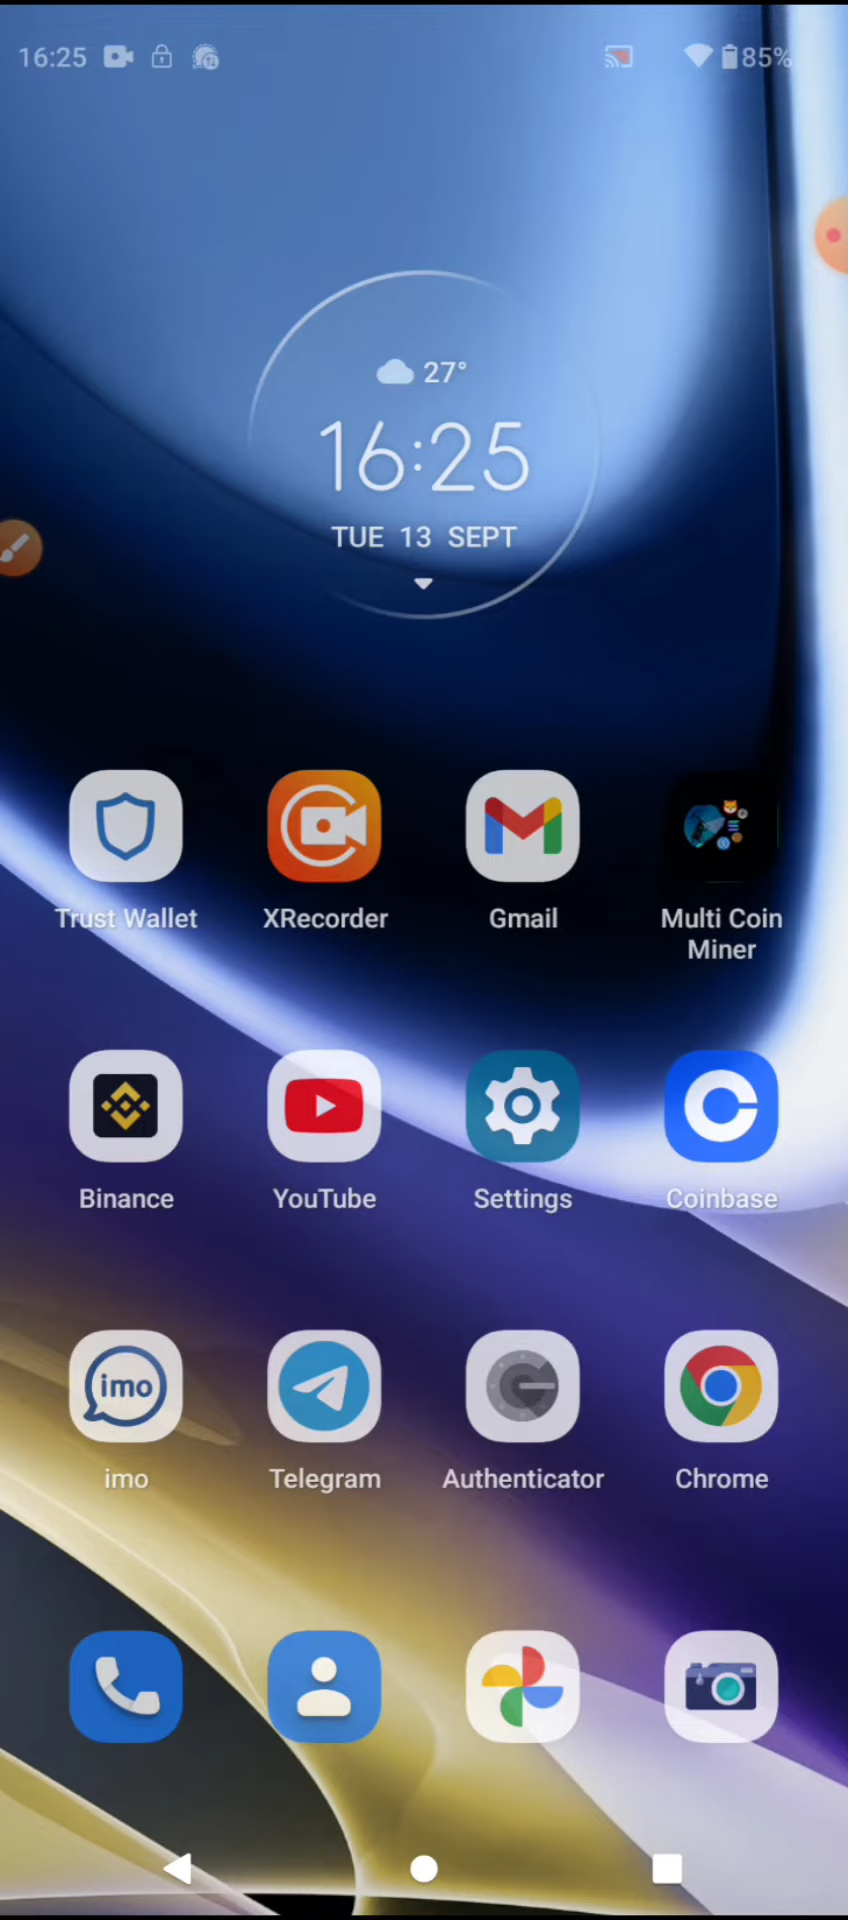 16:25
85%
27°
16:25
TUE 13 SEPT
Trust Wallet
XRecorder
Gmail
Multi Coin
Miner
Binance
YouTube
Settings
Coinbase
imo
imo
Telegram
Authenticator
Chrome